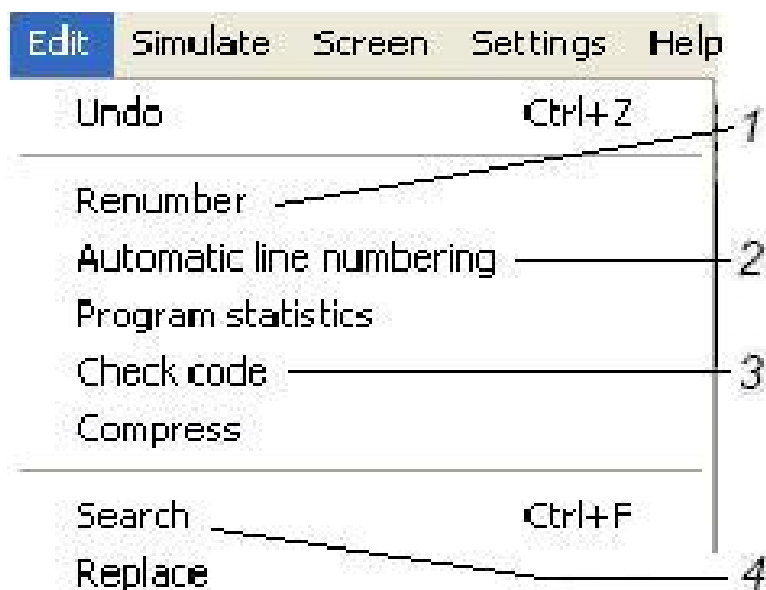 Edit Simulate Screen Settings Help
Undo Ctrl+Z
1
Renumber
Automatic line numbering 2
Program statistics
Check code 3
Compress
Search Ctrl+F
Replace 4